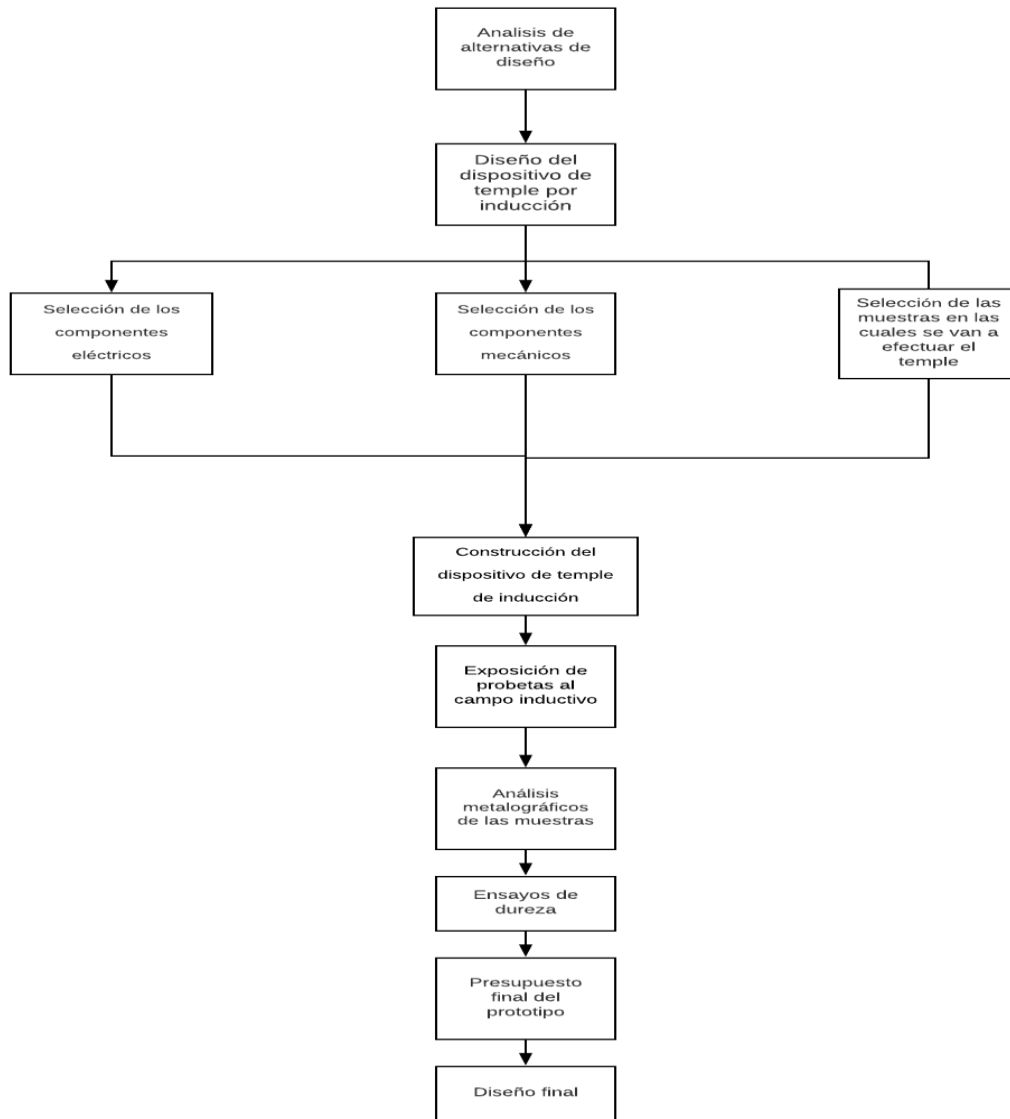 Analisis de
alternativas de
diseño
Diseño del
dispositivo de
temple por
inducción
Selección de los
componentes
eléctricos
Selección de los
componentes
mecánicos
Selección de las
muestras en las
cuales se van a
efectuar el
temple
Construcción del
dispositivo de temple
de inducción
Exposición de
probetas al
campo inductivo
Análisis
metalográficos
de las muestras
Ensayos de
dureza
Presupuesto
final del
prototipo
Diseño final